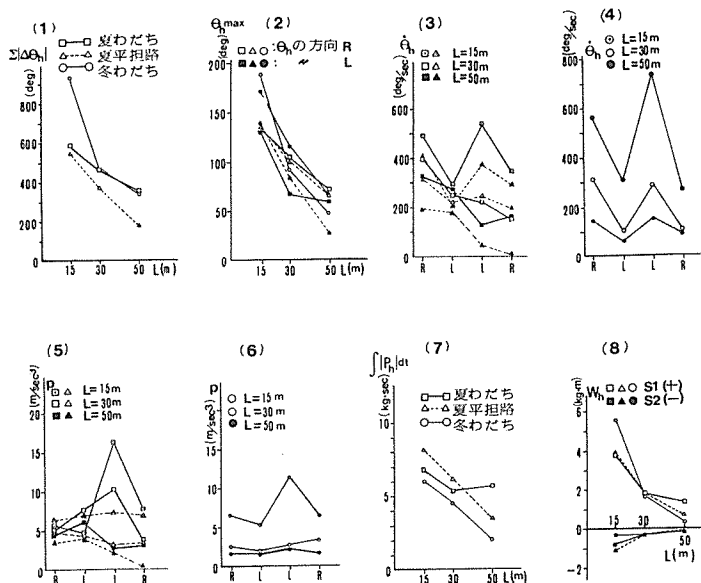 (1)
Σ|Δθh|
(deg)
夏わだち
夏平担路
冬わだち
800
600
400
200
0
15 30 50 L(m)
(2)
θh max
(deg)
:θhの方向 R
: 〃 L
200
150
100
50
0
15 30 50 L(m)
(3)
θ̇h
(deg/sec)
L=15m
L=30m
L=50m
600
400
200
0
R L L R
(4)
θ̇h
(deg/sec)
L=15m
L=30m
L=50m
800
600
400
200
0
R L L R
(5)
P
(m/sec³)
L=15m
L=30m
L=50m
20
15
10
5
0
R L L R
(6)
P
(m/sec³)
L=15m
L=30m
L=50m
15
10
5
0
R L L R
(7)
∫|Ph|dt
(kg·sec)
夏わだち
夏平担路
冬わだち
10
5
0
15 30 50 L(m)
(8)
Wh
(kg·m)
S1(+)
S2(−)
6
4
2
0
−2
15 30 50
L(m)